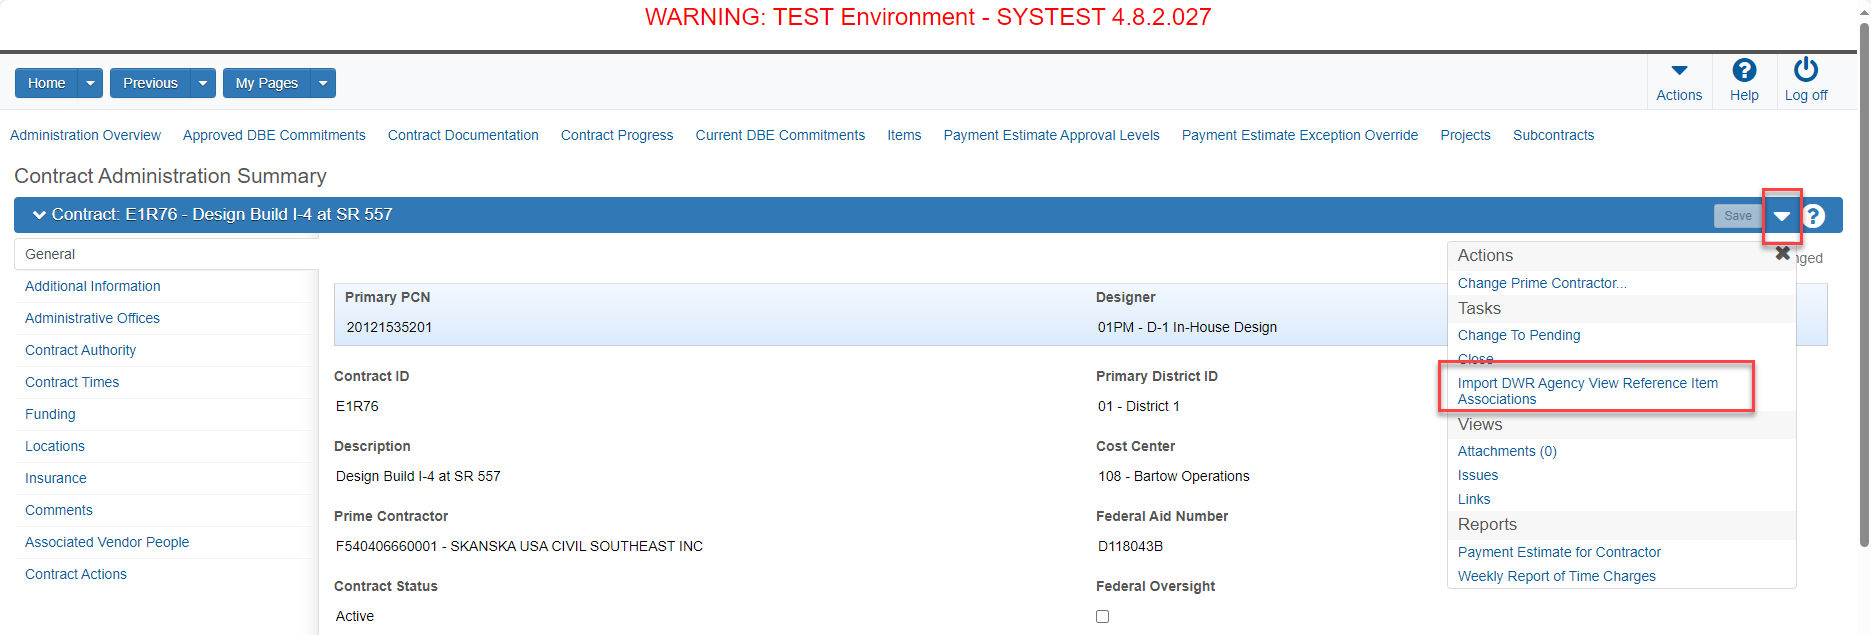 WARNING: TEST Environment - SYSTEST 4.8.2.027
Home
Previous
My Pages
Actions
Help
Log off
Administration Overview
Approved DBE Commitments
Contract Documentation
Contract Progress
Current DBE Commitments
Items
Payment Estimate Approval Levels
Payment Estimate Exception Override
Projects
Subcontracts
Contract Administration Summary
Contract: E1R76 - Design Build I-4 at SR 557
Save
General
Additional Information
Administrative Offices
Contract Authority
Contract Times
Funding
Locations
Insurance
Comments
Associated Vendor People
Contract Actions
Primary PCN
20121535201
Designer
01PM - D-1 In-House Design
Contract ID
E1R76
Primary District ID
01 - District 1
Description
Design Build I-4 at SR 557
Cost Center
108 - Bartow Operations
Prime Contractor
F540406660001 - SKANSKA USA CIVIL SOUTHEAST INC
Federal Aid Number
D118043B
Contract Status
Active
Federal Oversight
Actions
Change Prime Contractor...
Tasks
Change To Pending
Close
Import DWR Agency View Reference Item
Associations
Views
Attachments (0)
Issues
Links
Reports
Payment Estimate for Contractor
Weekly Report of Time Charges